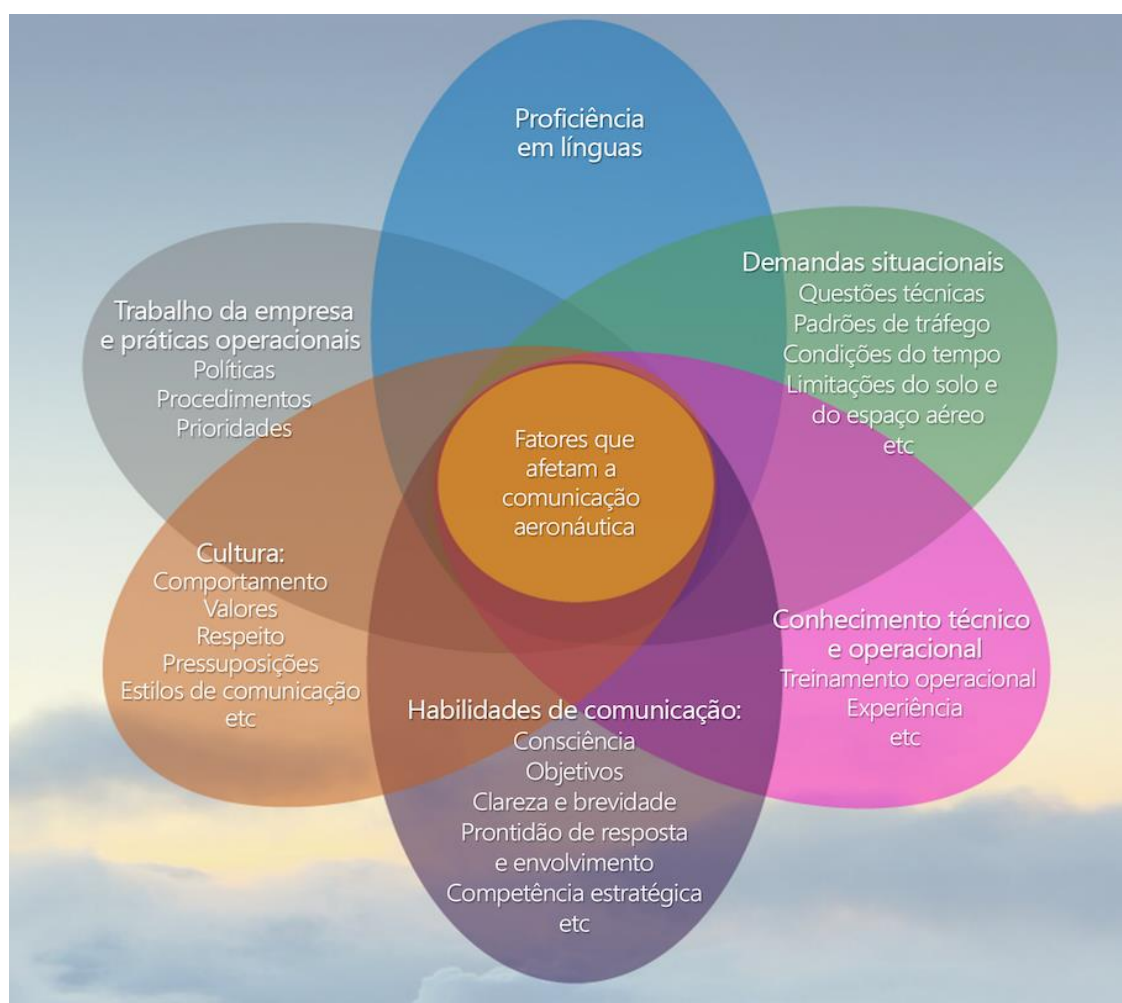 Proficiência
em línguas
Demandas situacionais
Questões técnicas
Padrões de tráfego
Condições do tempo
Limitações do solo e
do espaço aéreo
etc
Trabalho da empresa
e práticas operacionais
Políticas
Procedimentos
Prioridades
Fatores que
afetam a
comunicação
aeronáutica
Cultura:
Comportamento
Valores
Respeito
Pressuposições
Estilos de comunicação
etc
Conhecimento técnico
e operacional
Treinamento operacional
Experiência
etc
Habilidades de comunicação:
Consciência
Objetivos
Clareza e brevidade
Prontidão de resposta
e envolvimento
Competência estratégica
etc